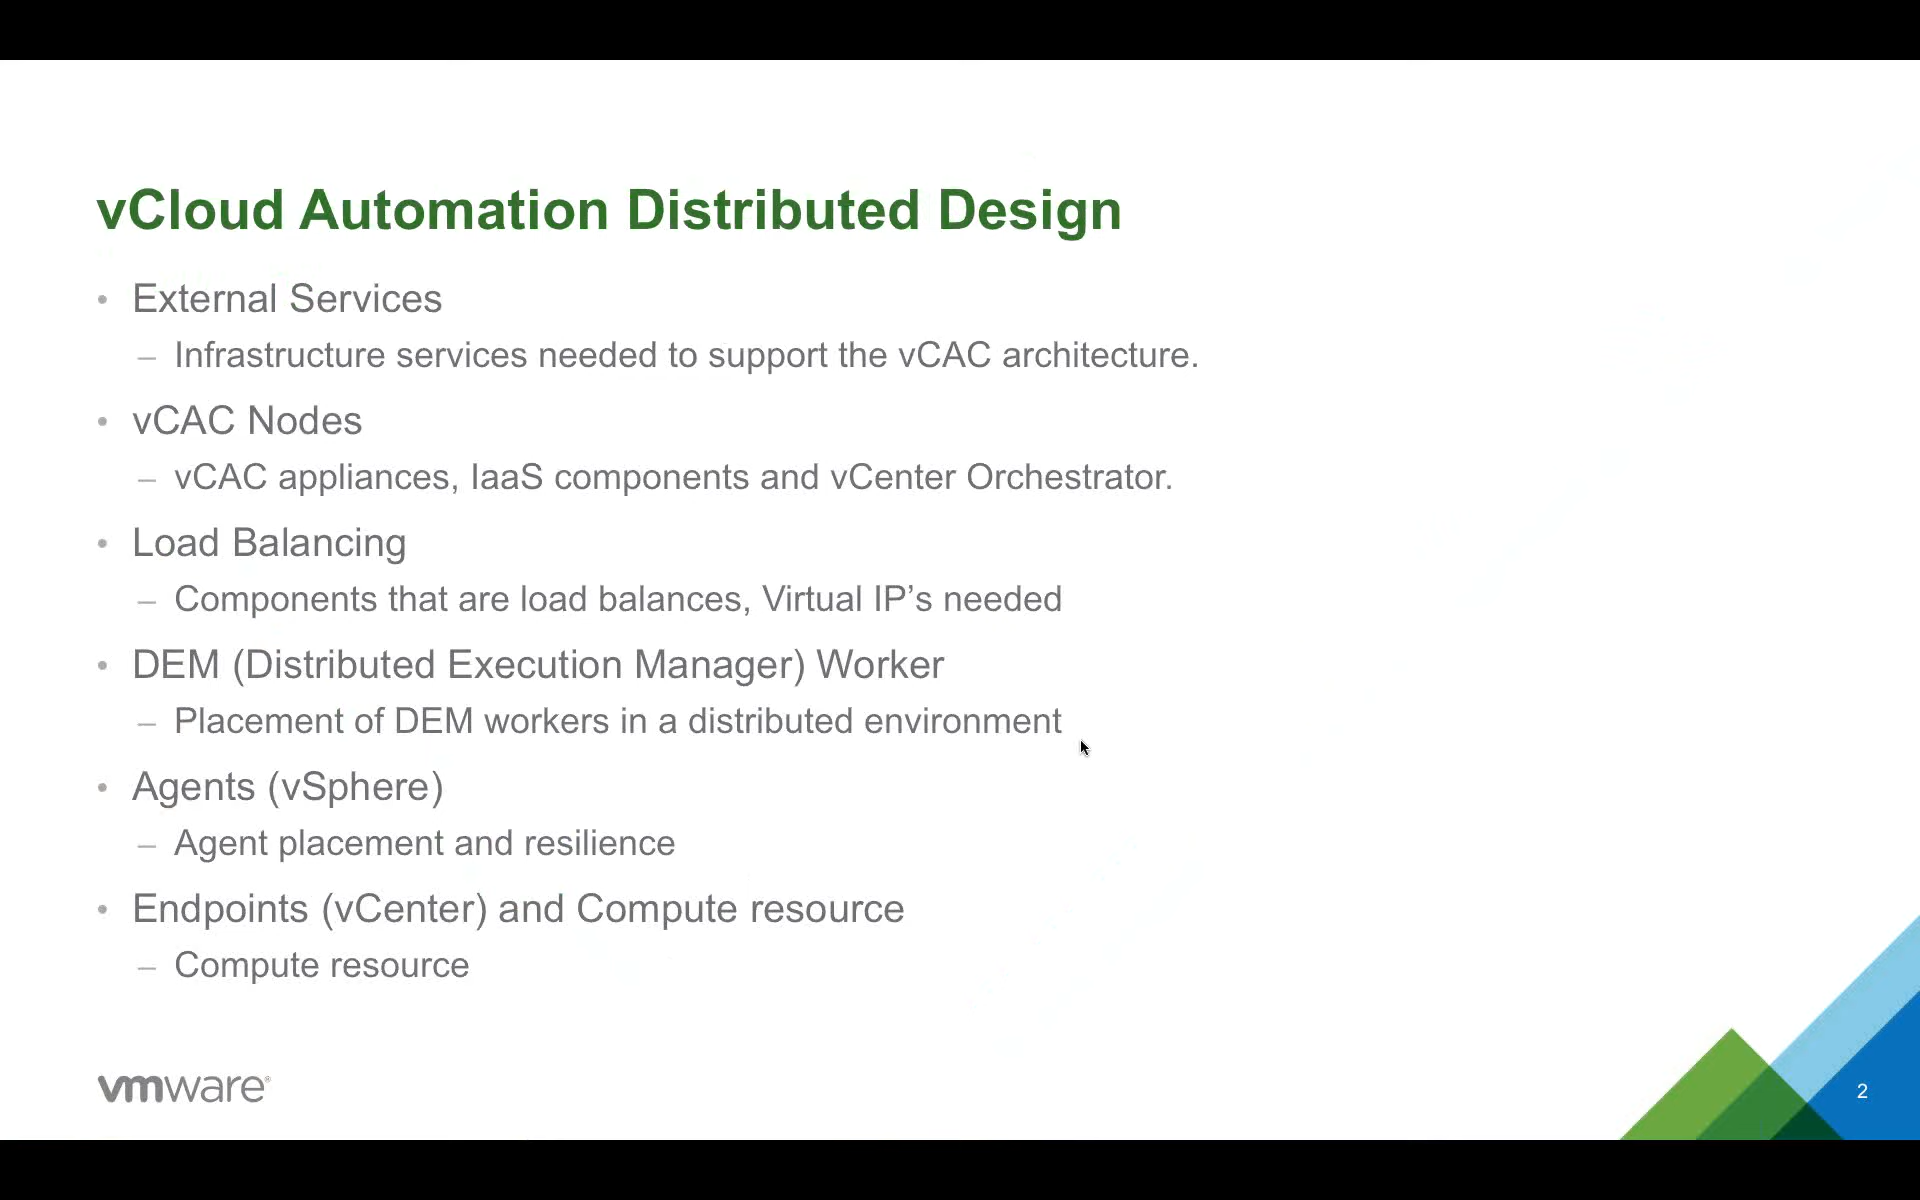 vCloud Automation Distributed Design
• External Services
– Infrastructure services needed to support the vCAC architecture.
• vCAC Nodes
– vCAC appliances, IaaS components and vCenter Orchestrator.
• Load Balancing
– Components that are load balances, Virtual IP’s needed
• DEM (Distributed Execution Manager) Worker
– Placement of DEM workers in a distributed environment
• Agents (vSphere)
– Agent placement and resilience
• Endpoints (vCenter) and Compute resource
– Compute resource
vmware®
2